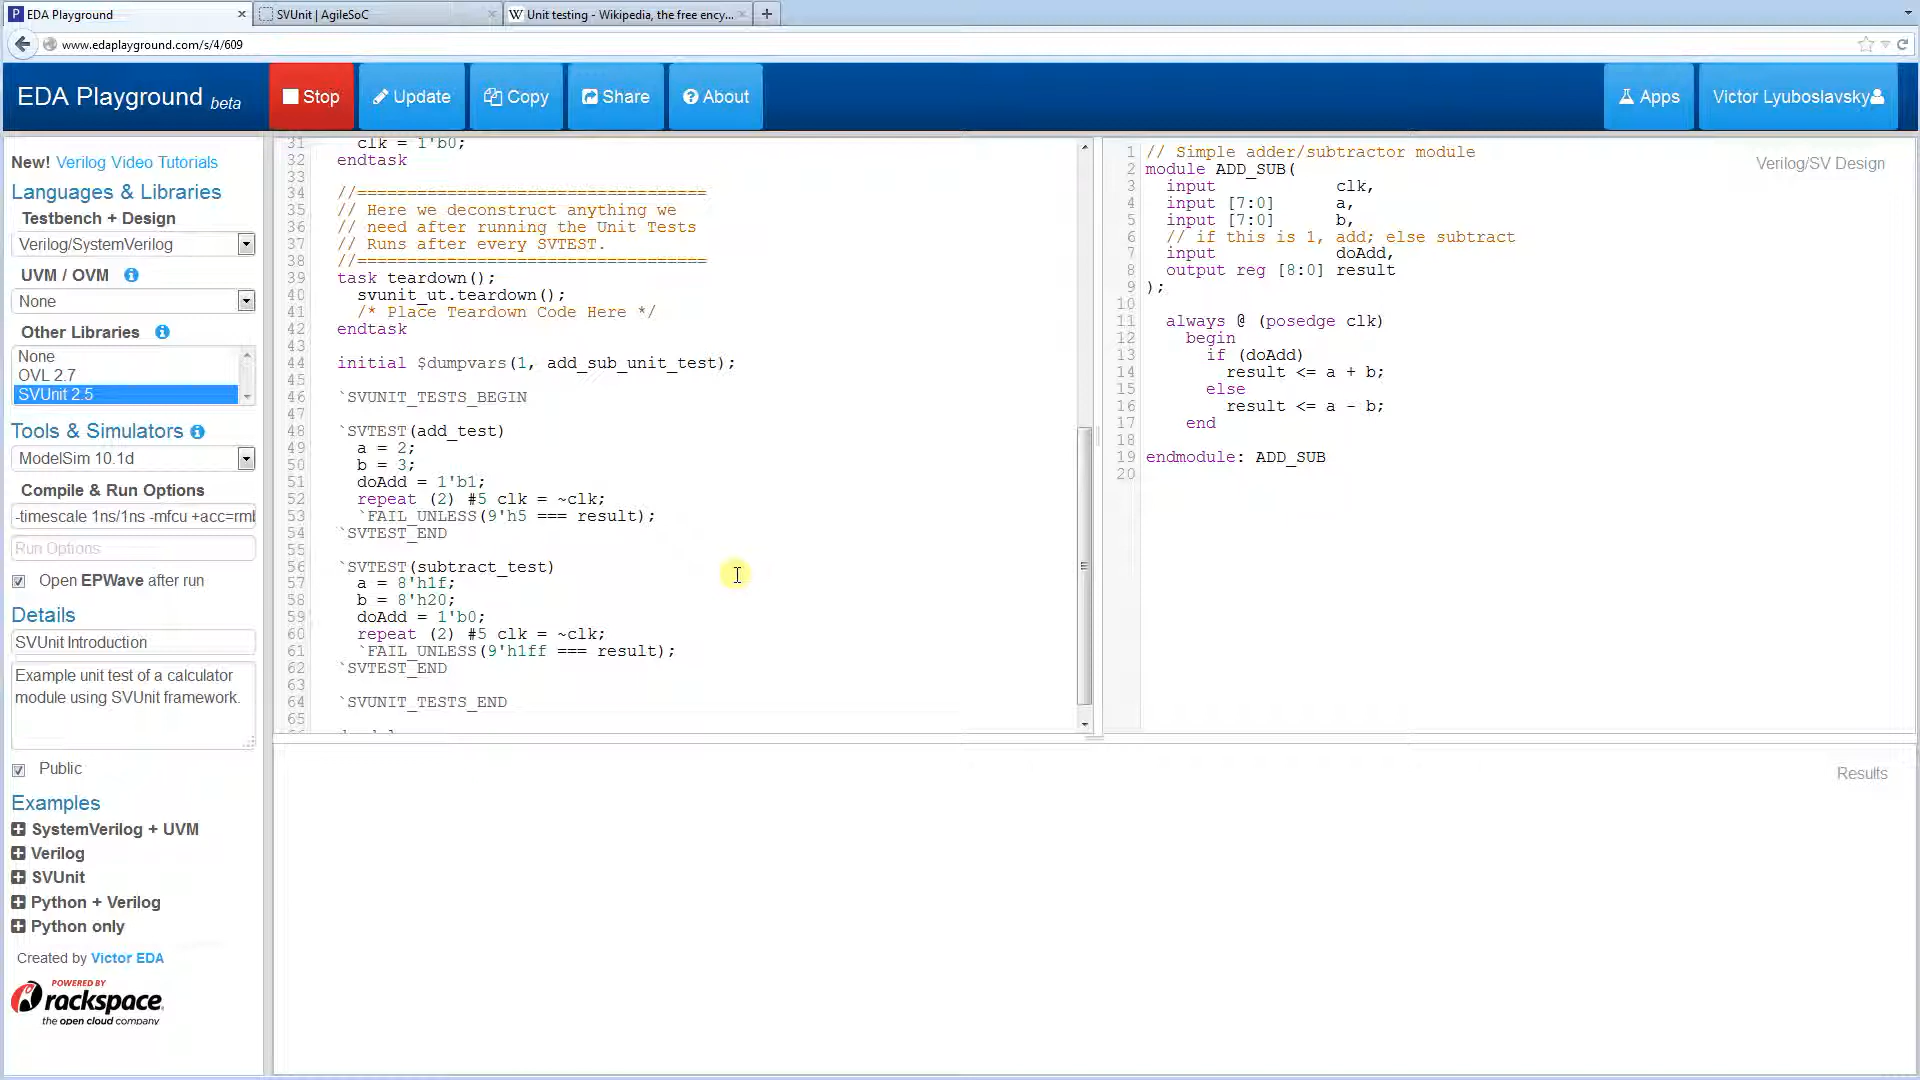 EDA Playground
SVUnit | AgileSoC
Unit testing - Wikipedia, the free ency...
www.edaplayground.com/s/4/609
EDA Playground beta
Stop
Update
Copy
Share
About
Apps
Victor Lyuboslavsky
New! Verilog Video Tutorials
Languages & Libraries
Testbench + Design
Verilog/SystemVerilog
UVM / OVM
None
Other Libraries
None
OVL 2.7
SVUnit 2.5
Tools & Simulators
ModelSim 10.1d
Compile & Run Options
-timescale 1ns/1ns -mfcu +acc=rmb
Run Options
Open EPWave after run
Details
SVUnit Introduction
Example unit test of a calculator
module using SVUnit framework.
Public
Examples
SystemVerilog + UVM
Verilog
SVUnit
Python + Verilog
Python only
Created by Victor EDA
POWERED BY
rackspace
the open cloud company
31 clk = 1'b0;
32 endtask
33
34 //===================================
35 // Here we deconstruct anything we
36 // need after running the Unit Tests
37 // Runs after every SVTEST.
38 //===================================
39 task teardown();
40 svunit_ut.teardown();
41 /* Place Teardown Code Here */
42 endtask
43
44 initial $dumpvars(1, add_sub_unit_test);
45
46 `SVUNIT_TESTS_BEGIN
47
48 `SVTEST(add_test)
49 a = 2;
50 b = 3;
51 doAdd = 1'b1;
52 repeat (2) #5 clk = ~clk;
53 `FAIL_UNLESS(9'h5 === result);
54 `SVTEST_END
55
56 `SVTEST(subtract_test)
57 a = 8'h1f;
58 b = 8'h20;
59 doAdd = 1'b0;
60 repeat (2) #5 clk = ~clk;
61 `FAIL_UNLESS(9'h1ff === result);
62 `SVTEST_END
63
64 `SVUNIT_TESTS_END
65
Verilog/SV Design
1 // Simple adder/subtractor module
2 module ADD_SUB(
3 input clk,
4 input [7:0] a,
5 input [7:0] b,
6 // if this is 1, add; else subtract
7 input doAdd,
8 output reg [8:0] result
9 );
10
11 always @ (posedge clk)
12 begin
13 if (doAdd)
14 result <= a + b;
15 else
16 result <= a - b;
17 end
18
19 endmodule: ADD_SUB
20
Results